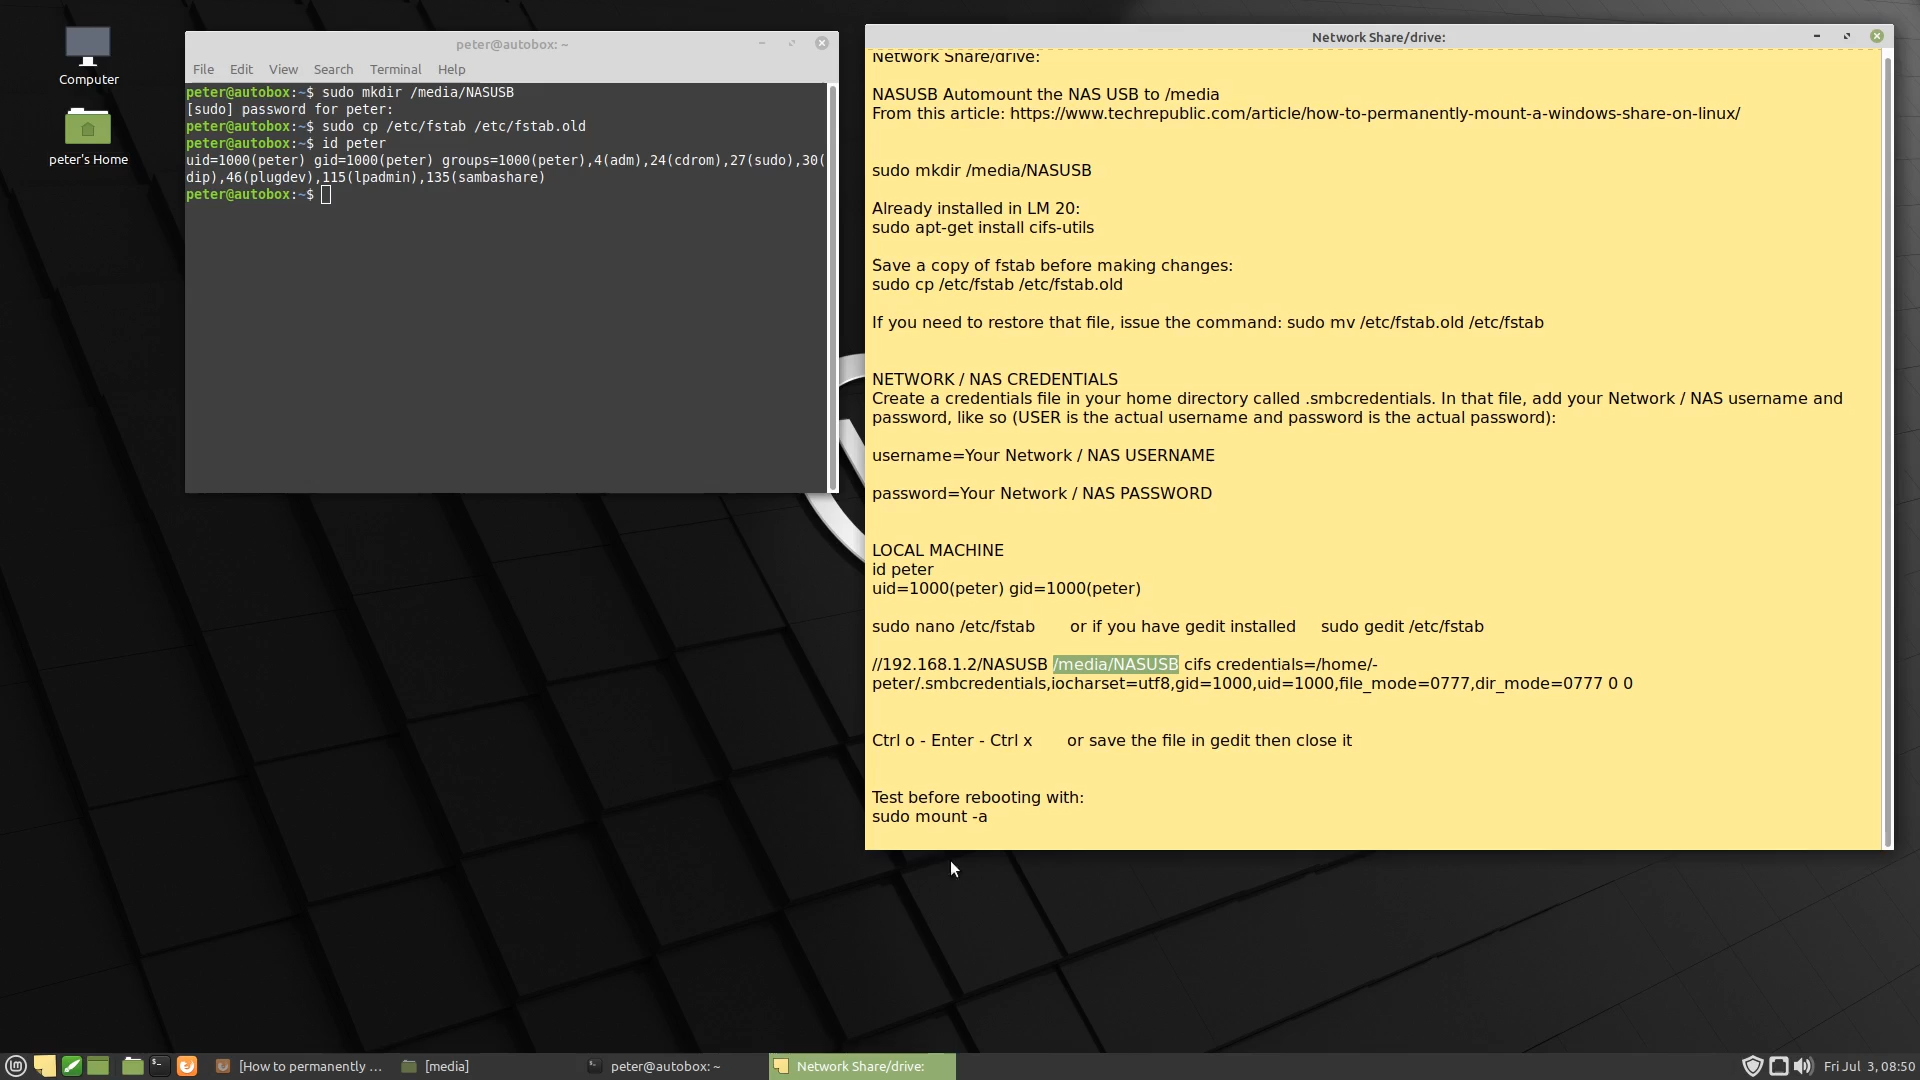 Computer
peter's Home
peter@autobox: ~
File Edit View Search Terminal Help
peter@autobox:~$ sudo mkdir /media/NASUSB
[sudo] password for peter:
peter@autobox:~$ sudo cp /etc/fstab /etc/fstab.old
peter@autobox:~$ id peter
uid=1000(peter) gid=1000(peter) groups=1000(peter),4(adm),24(cdrom),27(sudo),30(
dip),46(plugdev),115(lpadmin),135(sambashare)
peter@autobox:~$
Network Share/drive:
Network Share/drive:
NASUSB Automount the NAS USB to /media
From this article: https://www.techrepublic.com/article/how-to-permanently-mount-a-windows-share-on-linux/
sudo mkdir /media/NASUSB
Already installed in LM 20:
sudo apt-get install cifs-utils
Save a copy of fstab before making changes:
sudo cp /etc/fstab /etc/fstab.old
If you need to restore that file, issue the command: sudo mv /etc/fstab.old /etc/fstab
NETWORK / NAS CREDENTIALS
Create a credentials file in your home directory called .smbcredentials. In that file, add your Network / NAS username and
password, like so (USER is the actual username and password is the actual password):
username=Your Network / NAS USERNAME
password=Your Network / NAS PASSWORD
LOCAL MACHINE
id peter
uid=1000(peter) gid=1000(peter)
sudo nano /etc/fstab or if you have gedit installed sudo gedit /etc/fstab
//192.168.1.2/NASUSB /media/NASUSB cifs credentials=/home/-
peter/.smbcredentials,iocharset=utf8,gid=1000,uid=1000,file_mode=0777,dir_mode=0777 0 0
Ctrl o - Enter - Ctrl x or save the file in gedit then close it
Test before rebooting with:
sudo mount -a
[How to permanently ...
[media]
peter@autobox: ~
Network Share/drive:
Fri Jul 3, 08:50